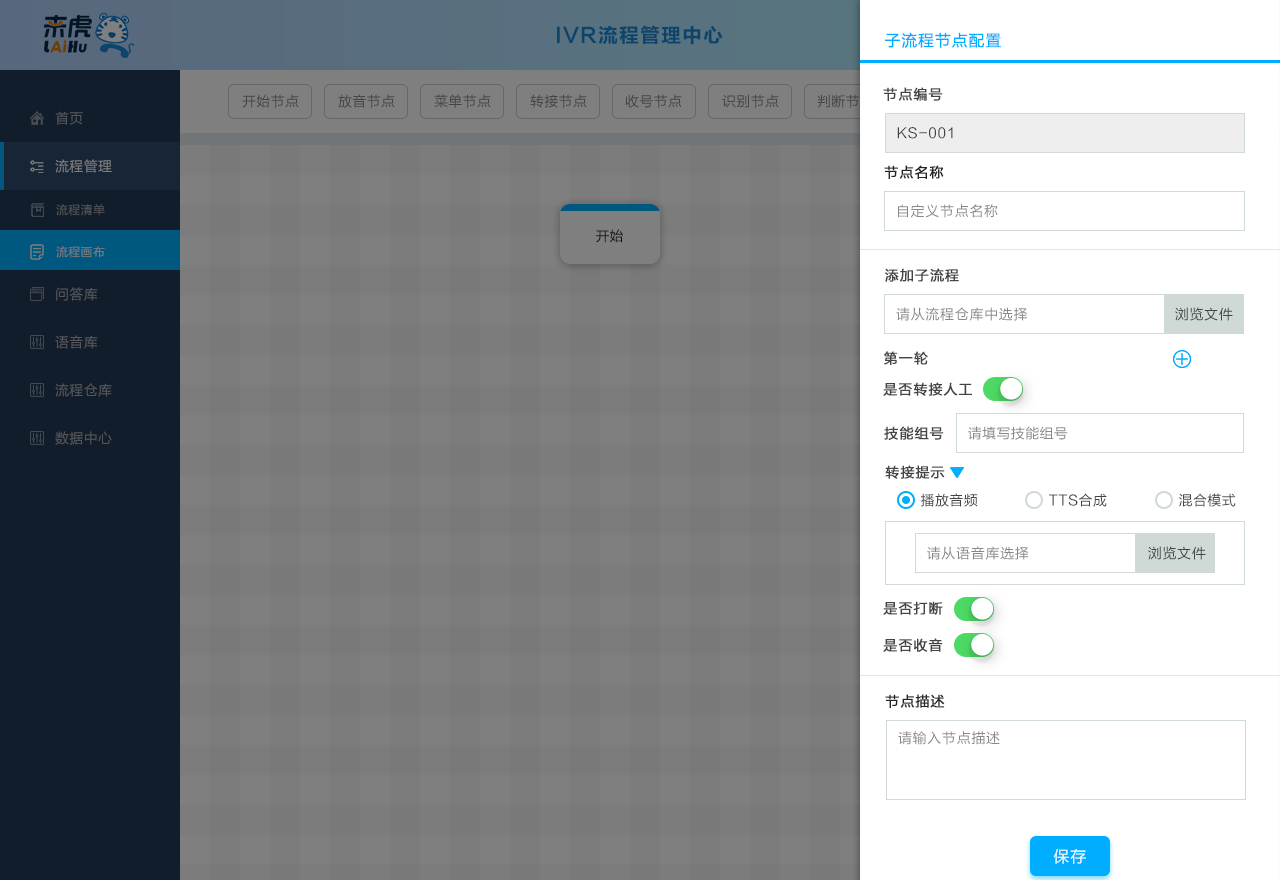 来虎
LAiHu
IVR流程管理中心
首页
流程管理
流程清单
流程画布
问答库
语音库
流程仓库
数据中心
开始节点
放音节点
菜单节点
转接节点
收号节点
识别节点
判断节
开始
子流程节点配置
节点编号
KS-001
节点名称
自定义节点名称
添加子流程
请从流程仓库中选择 浏览文件
第一轮
是否转接人工
技能组号 请填写技能组号
转接提示
播放音频 TTS合成 混合模式
请从语音库选择 浏览文件
是否打断
是否收音
节点描述
请输入节点描述
保存